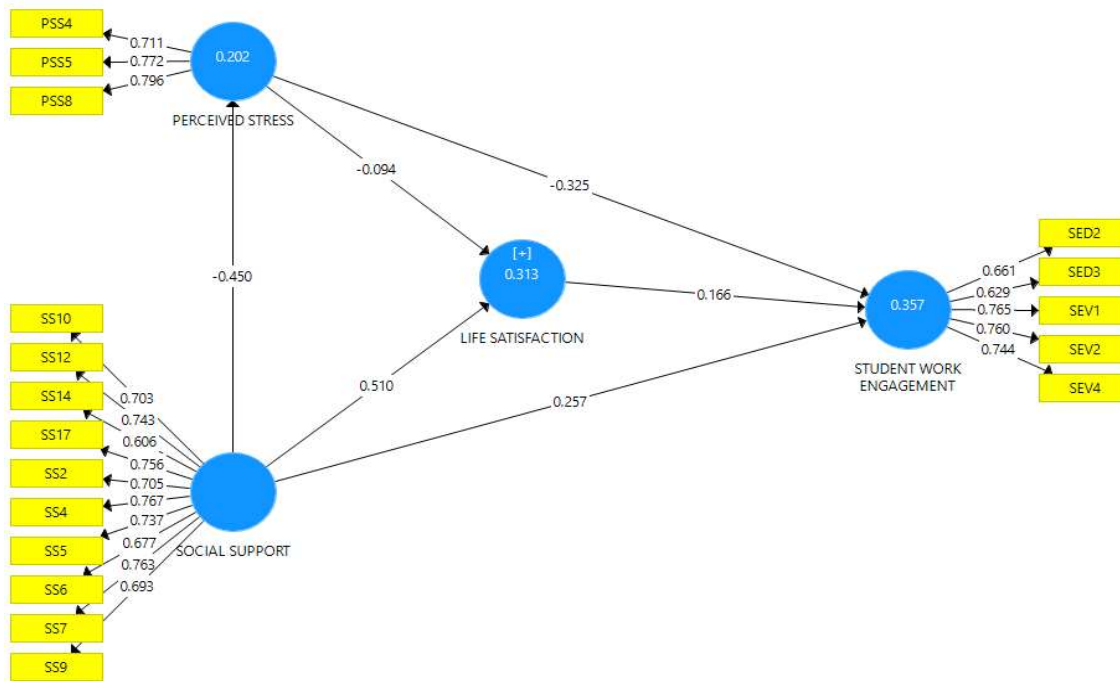 PSS4
PSS5
PSS8
0.711
0.772
0.796
0.202
PERCEIVED STRESS
-0.094
-0.325
-0.450
[+]
0.313
LIFE SATISFACTION
0.166
0.510
0.257
0.357
STUDENT WORK
ENGAGEMENT
0.661
0.629
0.765
0.760
0.744
SED2
SED3
SEV1
SEV2
SEV4
SS10
SS12
SS14
SS17
SS2
SS4
SS5
SS6
SS7
SS9
0.703
0.743
0.606
0.756
0.705
0.767
0.737
0.677
0.763
0.693
SOCIAL SUPPORT